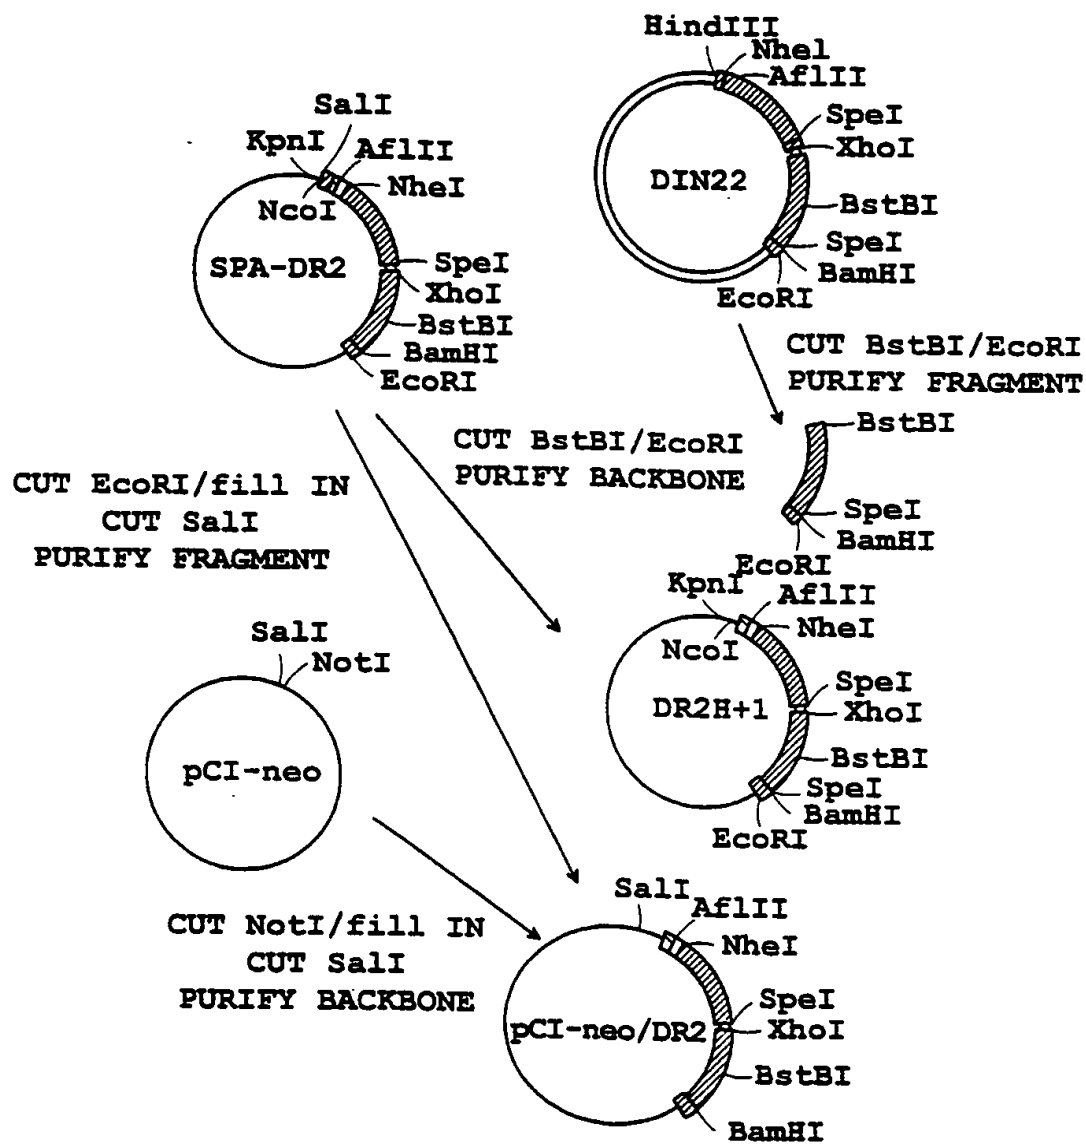 HindIII
NheI
AflII
SpeI
XhoI
DIN22
BstBI
SpeI
BamHI
EcoRI
SalI
KpnI
AflII
NheI
NcoI
SPA-DR2
SpeI
XhoI
BstBI
BamHI
EcoRI
CUT BstBI/EcoRI
PURIFY FRAGMENT
BstBI
SpeI
BamHI
EcoRI
CUT BstBI/EcoRI
PURIFY BACKBONE
CUT EcoRI/fill IN
CUT SalI
PURIFY FRAGMENT
KpnI
AflII
NheI
NcoI
SpeI
XhoI
DR2H+1
BstBI
SpeI
BamHI
EcoRI
SalI
NotI
pCI-neo
CUT NotI/fill IN
CUT SalI
PURIFY BACKBONE
SalI
AflII
NheI
SpeI
XhoI
pCI-neo/DR2
BstBI
BamHI